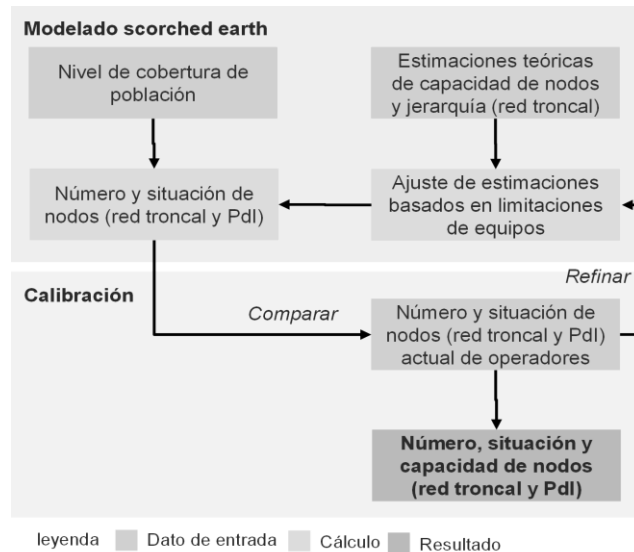 Modelado scorched earth
Nivel de cobertura de
población
Estimaciones teóricas
de capacidad de nodos
y jerarquía (red troncal)
Número y situación de
nodos (red troncal y PdI)
Ajuste de estimaciones
basados en limitaciones
de equipos
Refinar
Calibración
Comparar
Número y situación de
nodos (red troncal y PdI)
actual de operadores
Número, situación y
capacidad de nodos
(red troncal y PdI)
leyenda Dato de entrada Cálculo Resultado